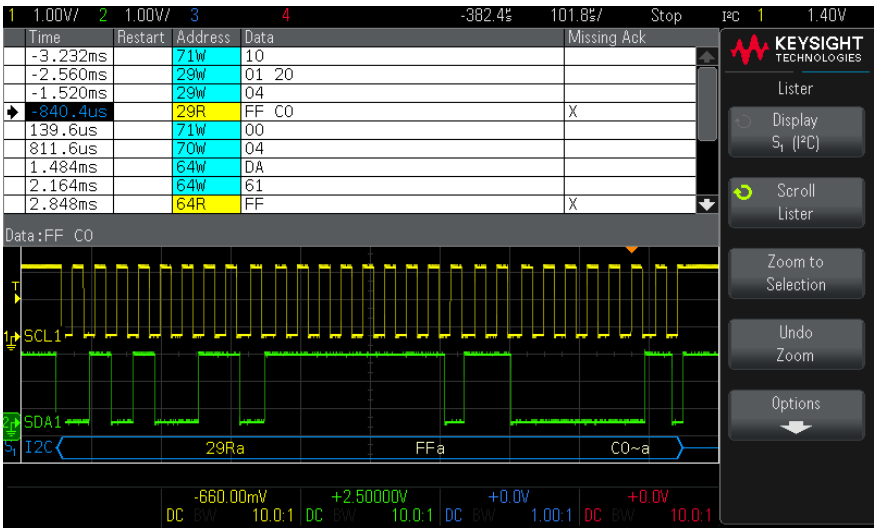 1 1.00V/ 2 1.00V/ 3 4 -382.4µs 101.8µs/ Stop I²C 1 1.40V
Time Restart Address Data Missing Ack
-3.232ms 71W 10
-2.560ms 29W 01 20
-1.520ms 29W 04
-840.4us 29R FF C0 X
139.6us 71W 00
811.6us 70W 04
1.484ms 64W DA
2.164ms 64W 61
2.848ms 64R FF X
Data:FF C0
KEYSIGHT
TECHNOLOGIES
Lister
Display
S₁ (I²C)
Scroll
Lister
Zoom to
Selection
Undo
Zoom
Options
T
1 SCL1
2 SDA1
S₁ I2C 29Ra FFa C0~a
-660.00mV +2.50000V +0.0V +0.0V
DC BW 10.0:1 DC BW 10.0:1 DC BW 1.00:1 DC BW 10.0:1